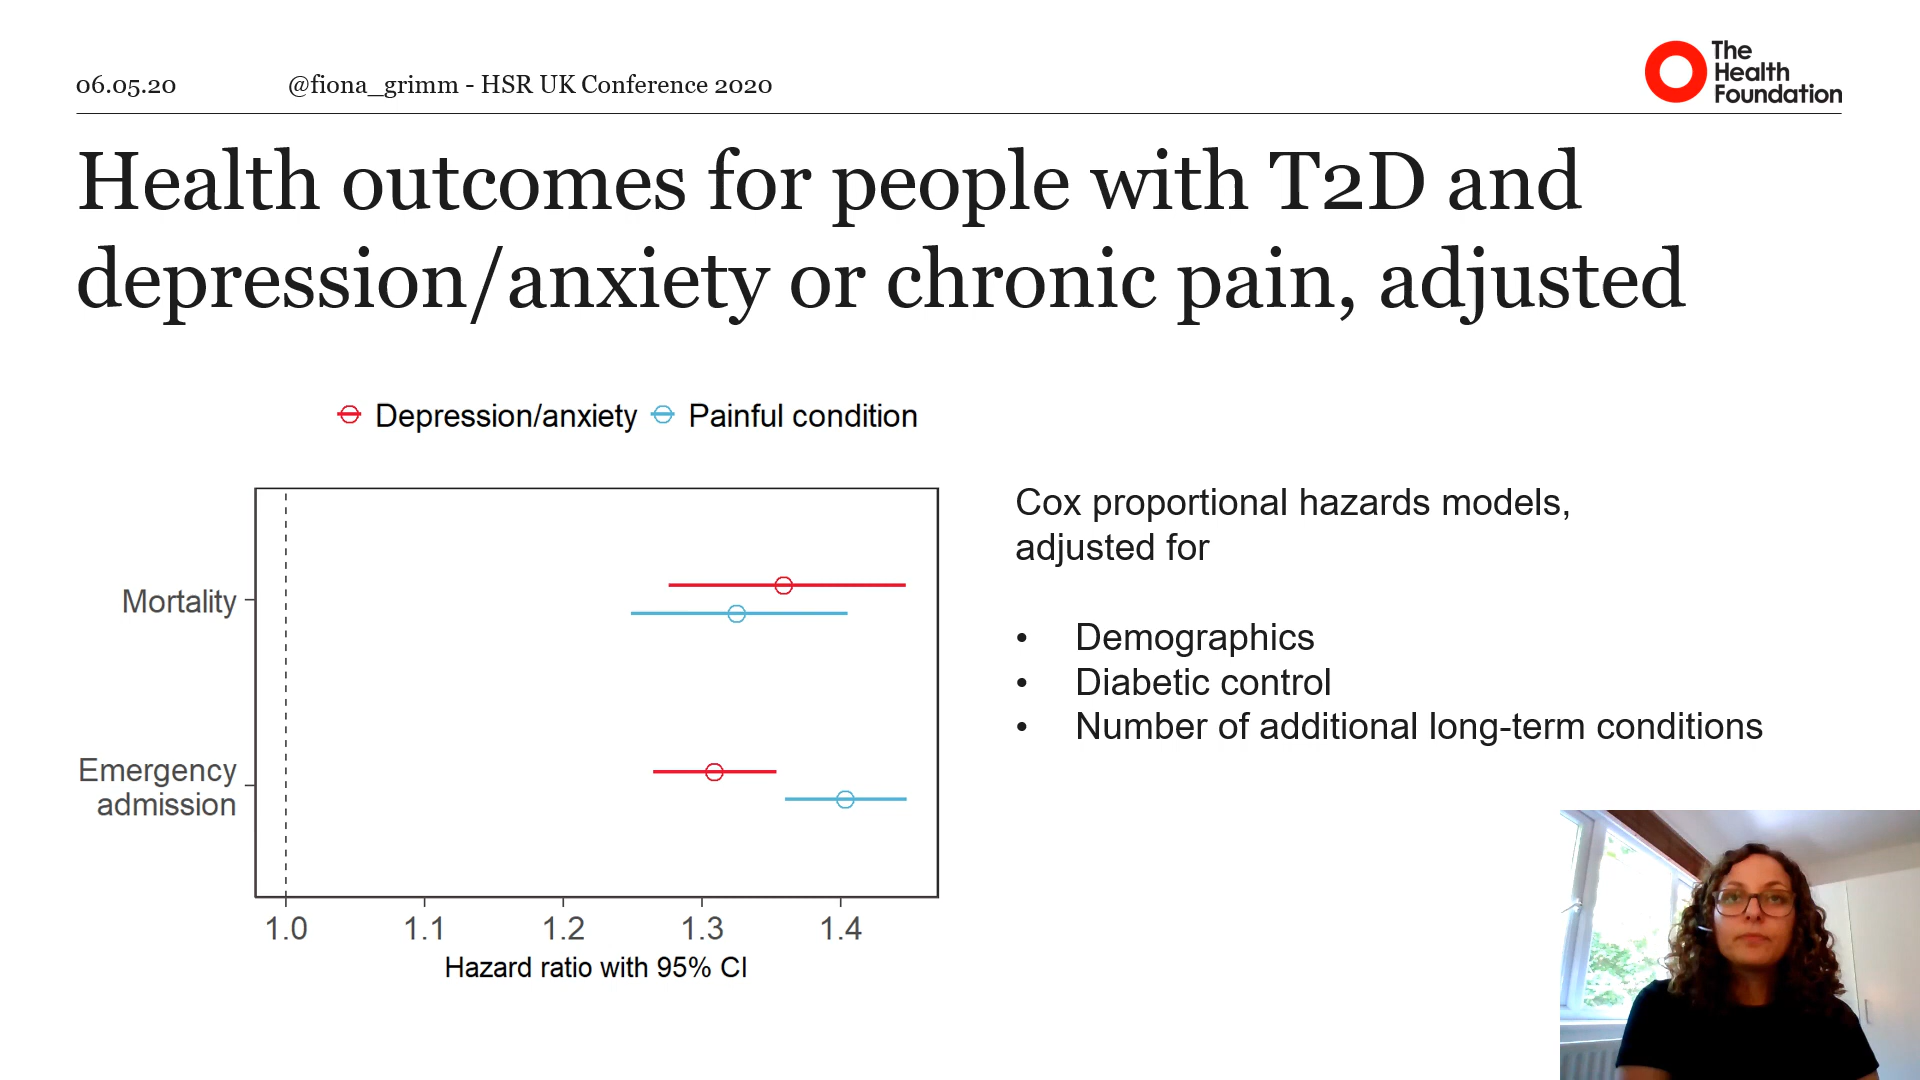 06.05.20
@fiona_grimm - HSR UK Conference 2020
The
Health
Foundation
Health outcomes for people with T2D and
depression/anxiety or chronic pain, adjusted
Depression/anxiety
Painful condition
Mortality
Emergency
admission
1.0 1.1 1.2 1.3 1.4
Hazard ratio with 95% CI
Cox proportional hazards models,
adjusted for
• Demographics
• Diabetic control
• Number of additional long-term conditions